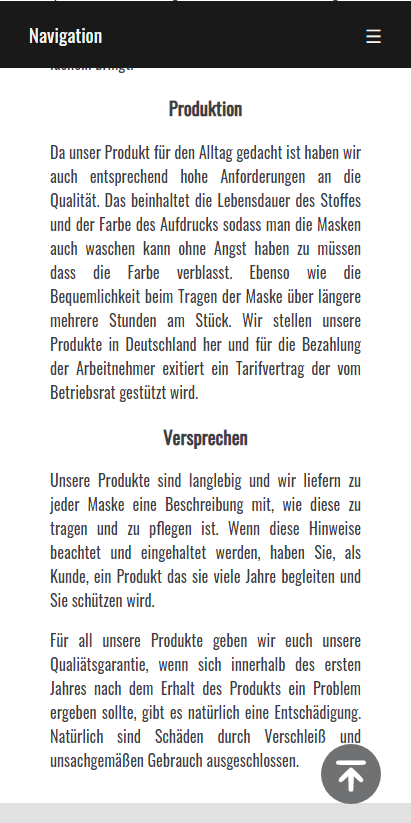 Navigation ☰
Produktion
Da unser Produkt für den Alltag gedacht ist haben wir
auch entsprechend hohe Anforderungen an die
Qualität. Das beinhaltet die Lebensdauer des Stoffes
und der Farbe des Aufdrucks sodass man die Masken
auch waschen kann ohne Angst haben zu müssen
dass die Farbe verblasst. Ebenso wie die
Bequemlichkeit beim Tragen der Maske über längere
mehrere Stunden am Stück. Wir stellen unsere
Produkte in Deutschland her und für die Bezahlung
der Arbeitnehmer exitiert ein Tarifvertrag der vom
Betriebsrat gestützt wird.
Versprechen
Unsere Produkte sind langlebig und wir liefern zu
jeder Maske eine Beschreibung mit, wie diese zu
tragen und zu pflegen ist. Wenn diese Hinweise
beachtet und eingehaltet werden, haben Sie, als
Kunde, ein Produkt das sie viele Jahre begleiten und
Sie schützen wird.
Für all unsere Produkte geben wir euch unsere
Qualiätsgarantie, wenn sich innerhalb des ersten
Jahres nach dem Erhalt des Produkts ein Problem
ergeben sollte, gibt es natürlich eine Entschädigung.
Natürlich sind Schäden durch Verschleiß und
unsachgemäßen Gebrauch ausgeschlossen.